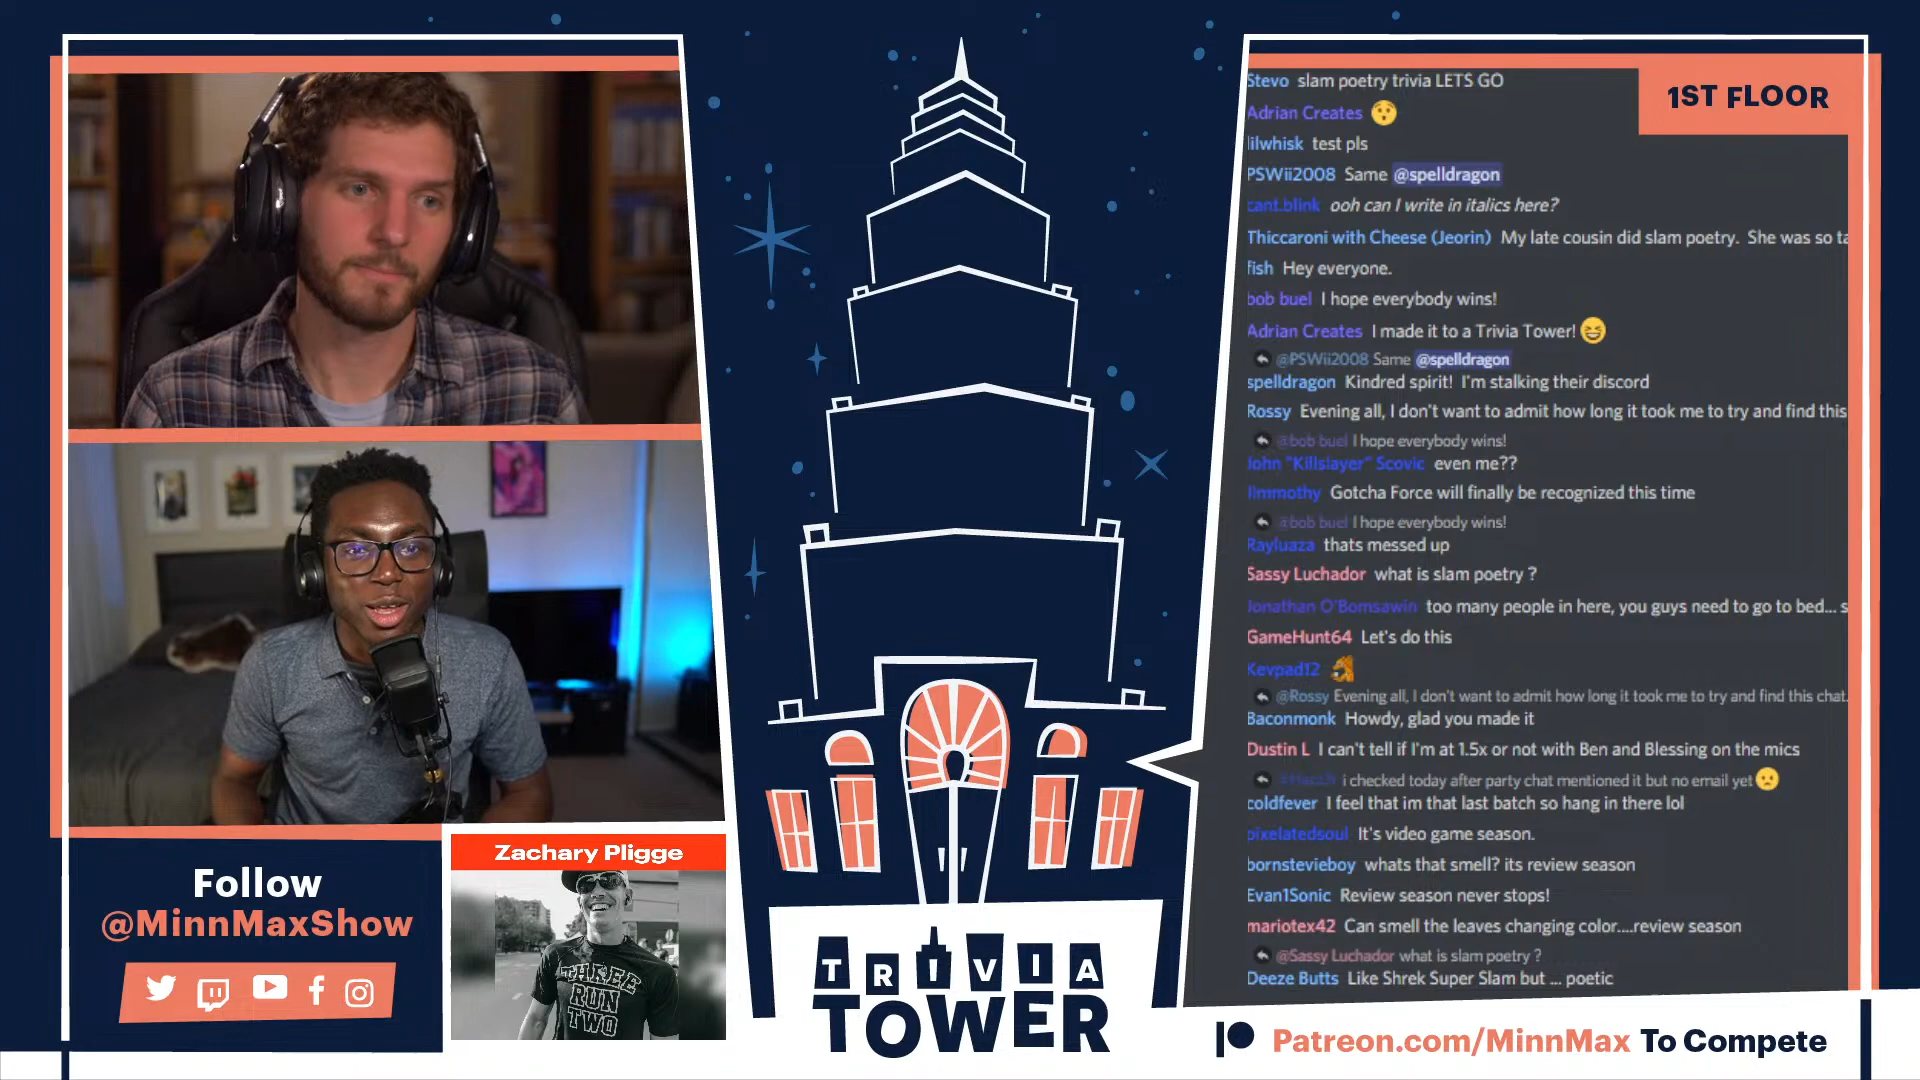 1ST FLOOR
Stevo slam poetry trivia LETS GO
Adrian Creates
lilwhisk test pls
PSWii2008 Same @spelldragon
cant.blink ooh can I write in italics here?
Thiccaroni with Cheese (Jeorin) My late cousin did slam poetry. She was so ta
fish Hey everyone.
bob buel I hope everybody wins!
Adrian Creates I made it to a Trivia Tower!
@PSWii2008 Same @spelldragon
spelldragon Kindred spirit! I'm stalking their discord
Rossy Evening all, I don't want to admit how long it took me to try and find this
@bob buel I hope everybody wins!
John "Killslayer" Scovic even me??
Jimmothy Gotcha Force will finally be recognized this time
@bob buel I hope everybody wins!
Rayluaza thats messed up
Sassy Luchador what is slam poetry ?
Jonathan O'Bomsawin too many people in here, you guys need to go to bed... s
GameHunt64 Let's do this
Kevpad12
@Rossy Evening all, I don't want to admit how long it took me to try and find this chat.
Baconmonk Howdy, glad you made it
Dustin L I can't tell if I'm at 1.5x or not with Ben and Blessing on the mics
i checked today after party chat mentioned it but no email yet
coldfever I feel that im that last batch so hang in there lol
pixelatedsoul It's video game season.
bornstevieboy whats that smell? its review season
Evan1Sonic Review season never stops!
mariotex42 Can smell the leaves changing color....review season
@Sassy Luchador what is slam poetry ?
Deeze Butts Like Shrek Super Slam but ... poetic
Follow
@MinnMaxShow
Zachary Pligge
THREE
RUN
TWO
TRIVIA
TOWER
Patreon.com/MinnMax To Compete